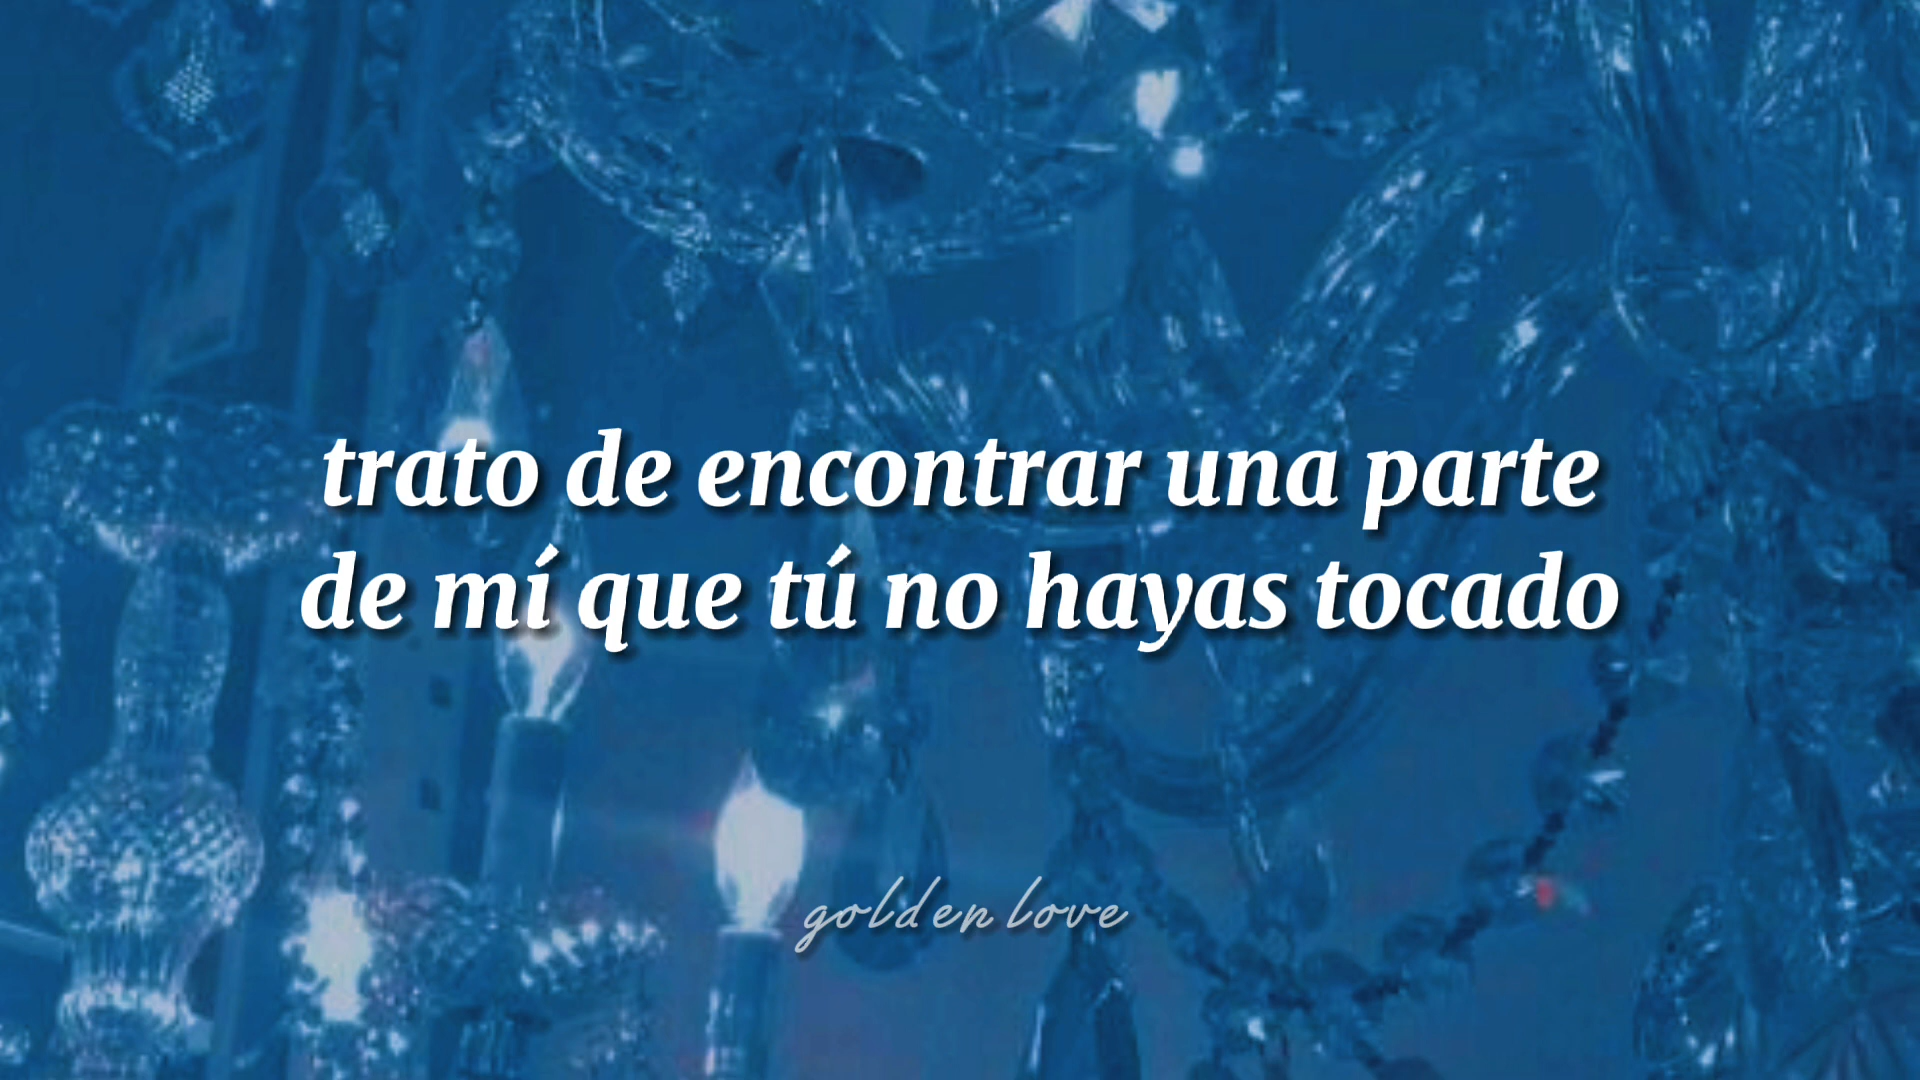 trato de encontrar una parte
de mí que tú no hayas tocado
golden love